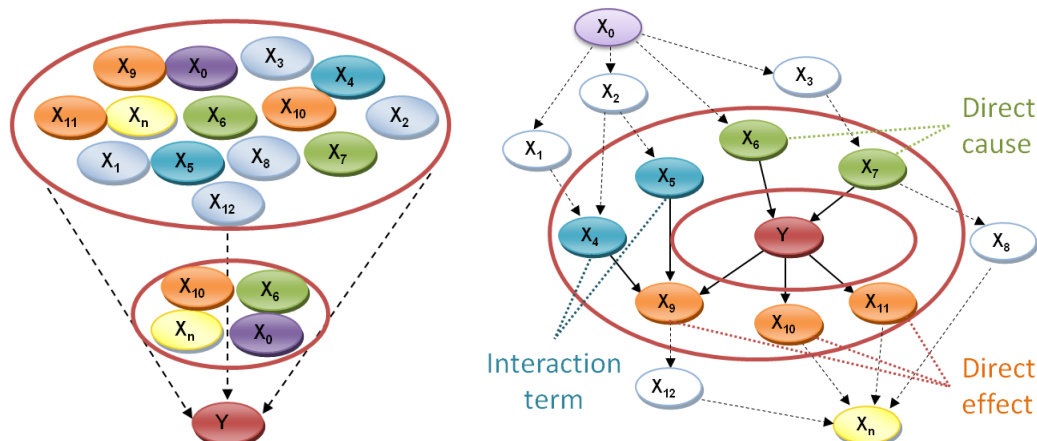 X9
X0
X3
X4
X11
Xn
X6
X10
X2
X1
X5
X8
X7
X12
X10
X6
Xn
X0
Y
X0
X2
X3
X1
X6
X7
X5
X4
Y
X8
X9
X10
X11
X12
Xn
Direct
cause
Interaction
term
Direct
effect